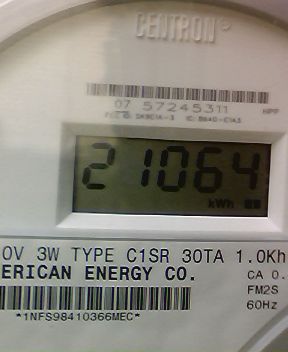 CENTRON®
07 57245311 HPP
21064
kWh
0V 3W TYPE C1SR 30TA 1.0Kh
ERICAN ENERGY CO. CA 0.
FM2S
60Hz
*1NFS98410366MEC*